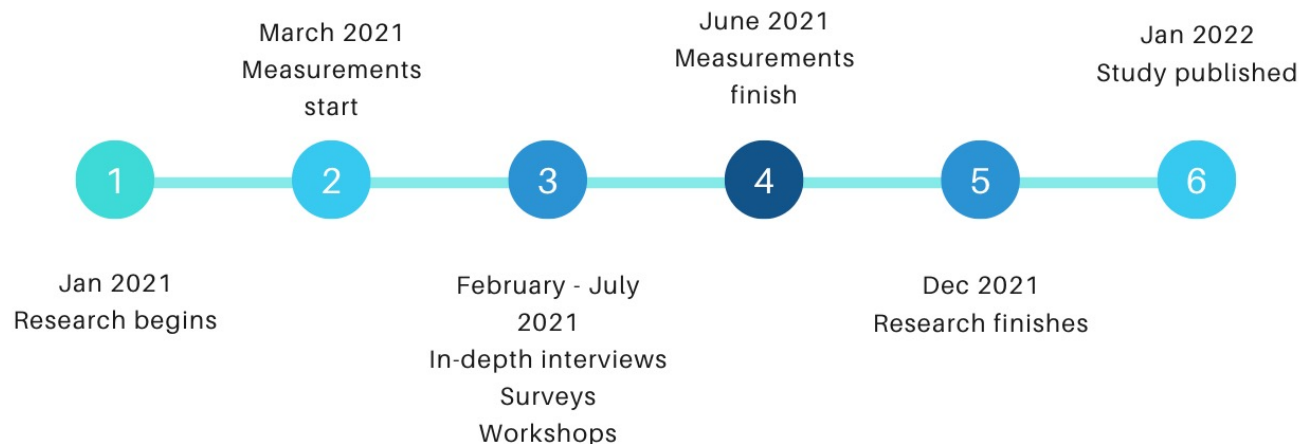 March 2021
Measurements
start
June 2021
Measurements
finish
Jan 2022
Study published
1
2
3
4
5
6
Jan 2021
Research begins
February - July
2021
In-depth interviews
Surveys
Workshops
Dec 2021
Research finishes